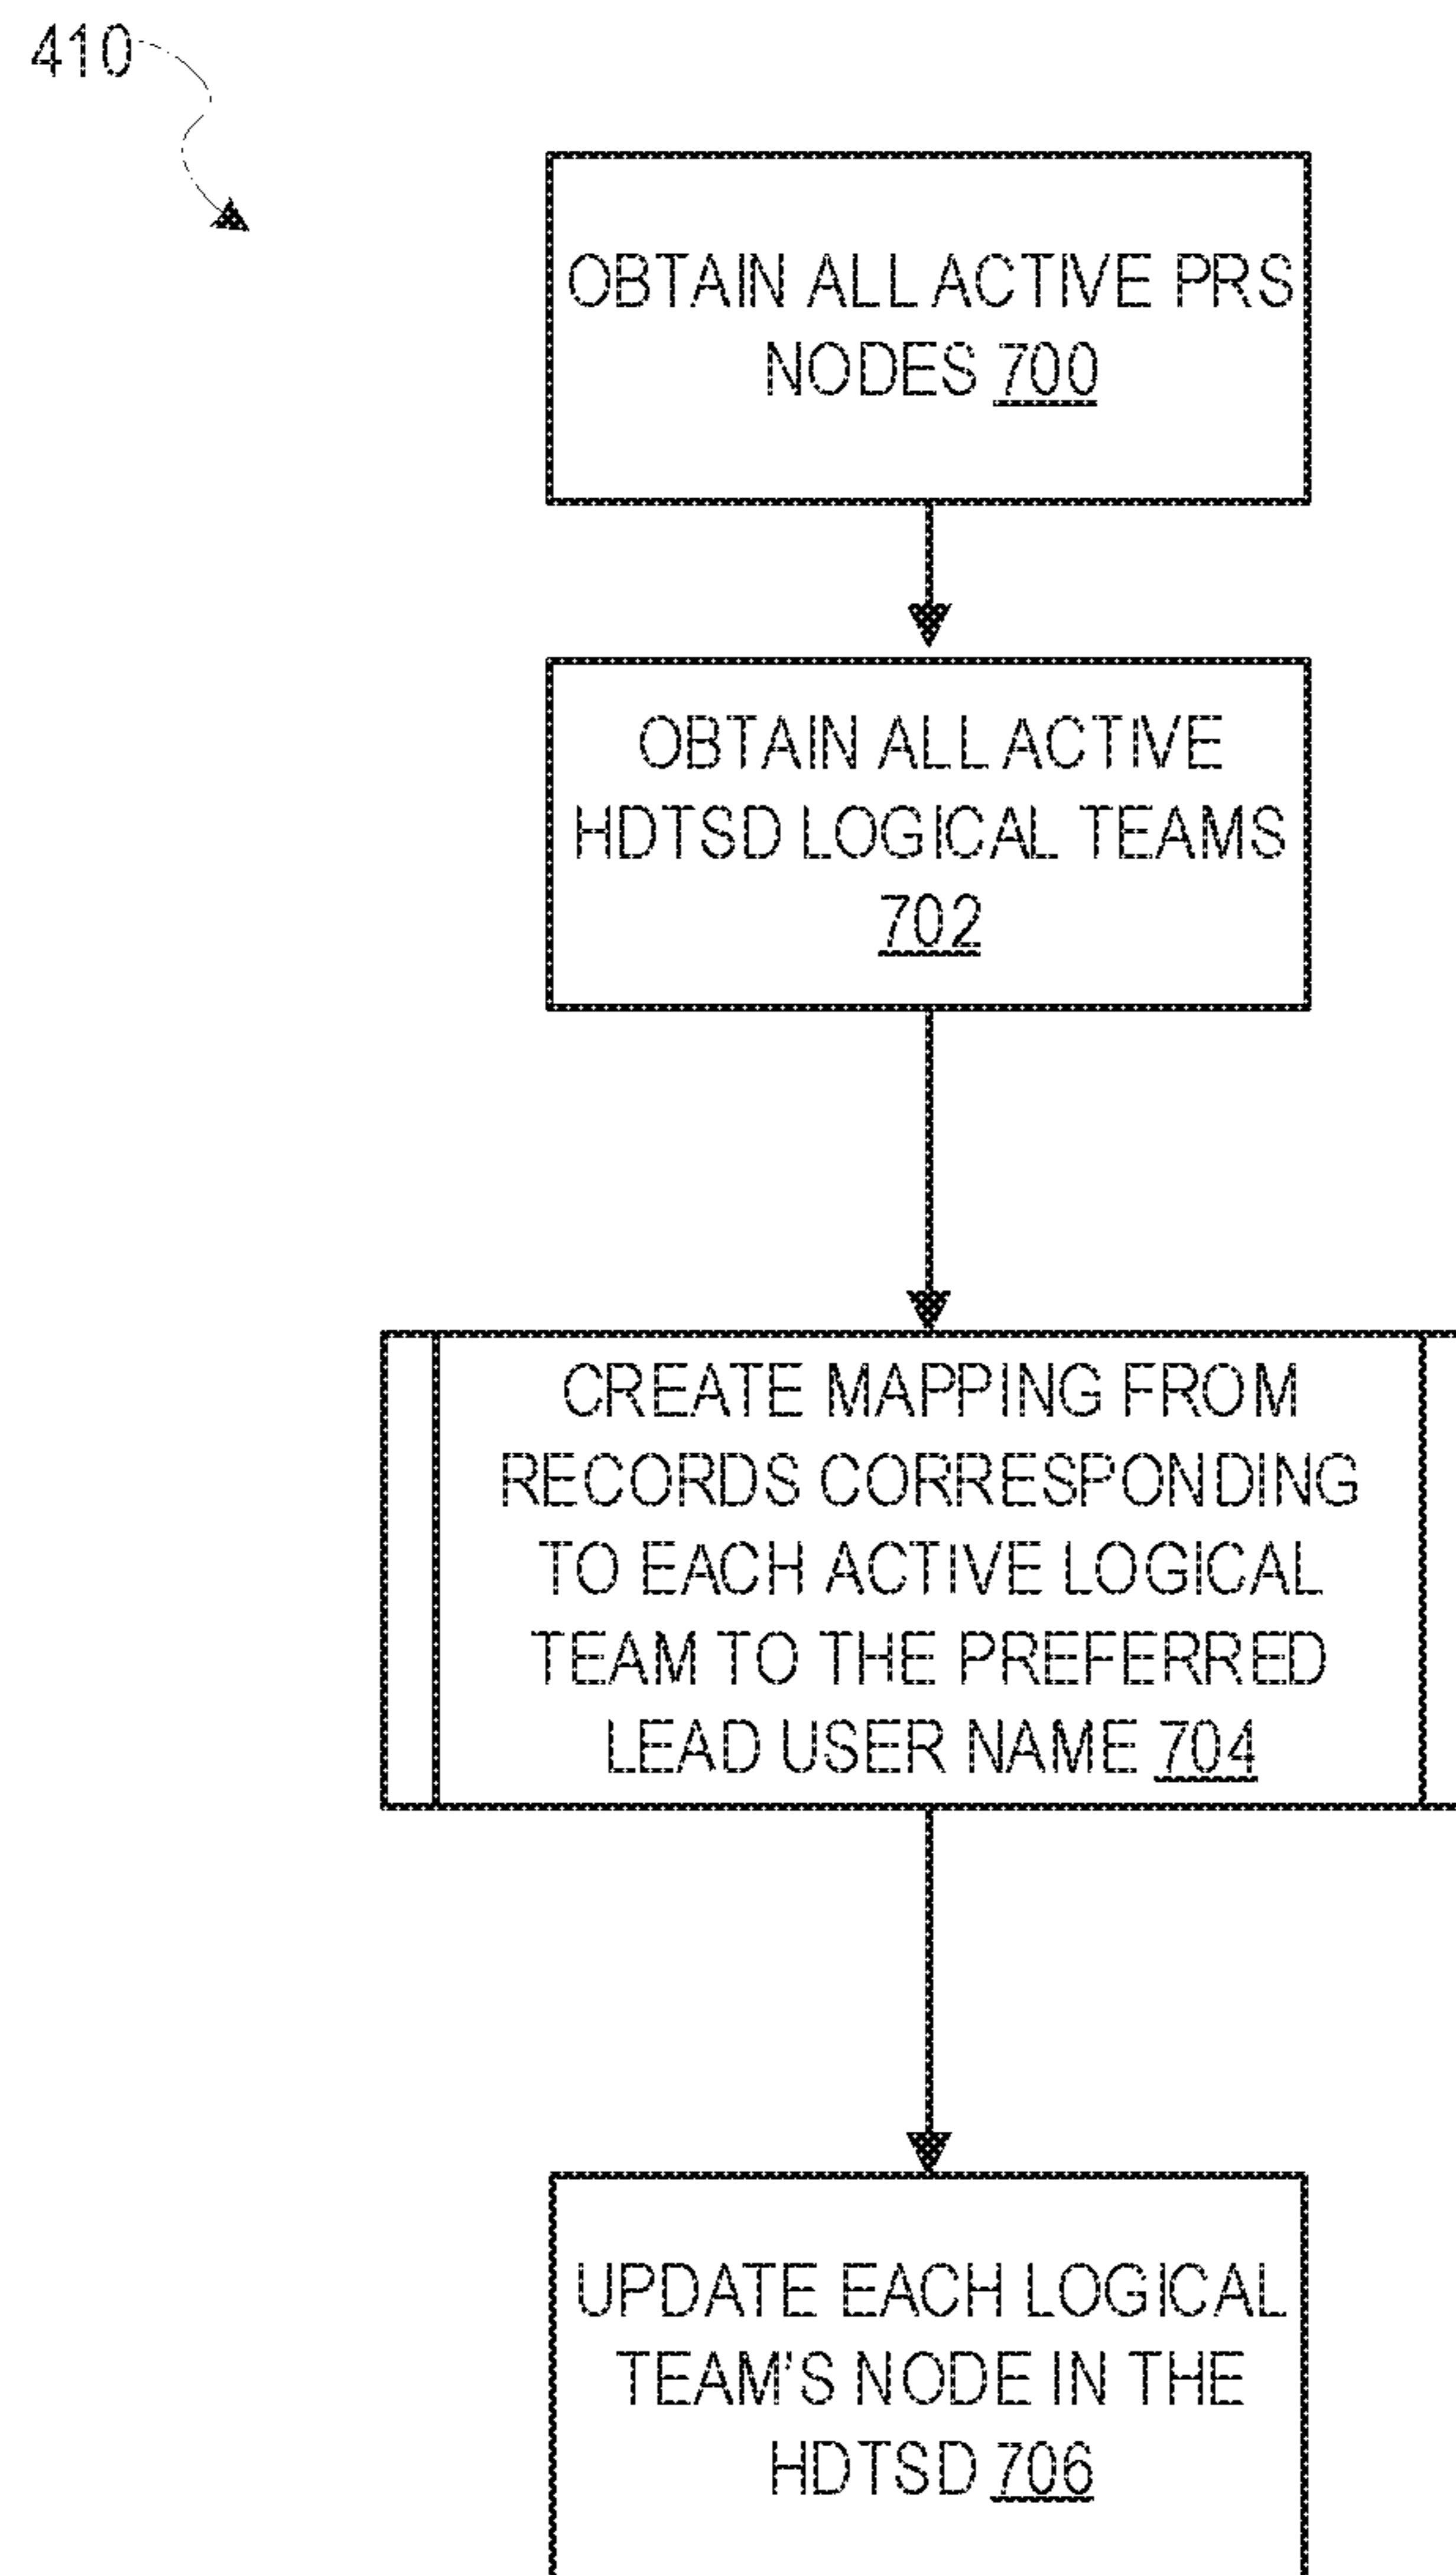 410
OBTAIN ALL ACTIVE PRS
NODES 700
OBTAIN ALL ACTIVE
HDTSD LOGICAL TEAMS
702
CREATE MAPPING FROM
RECORDS CORRESPONDING
TO EACH ACTIVE LOGICAL
TEAM TO THE PREFERRED
LEAD USER NAME 704
UPDATE EACH LOGICAL
TEAM'S NODE IN THE
HDTSD 706